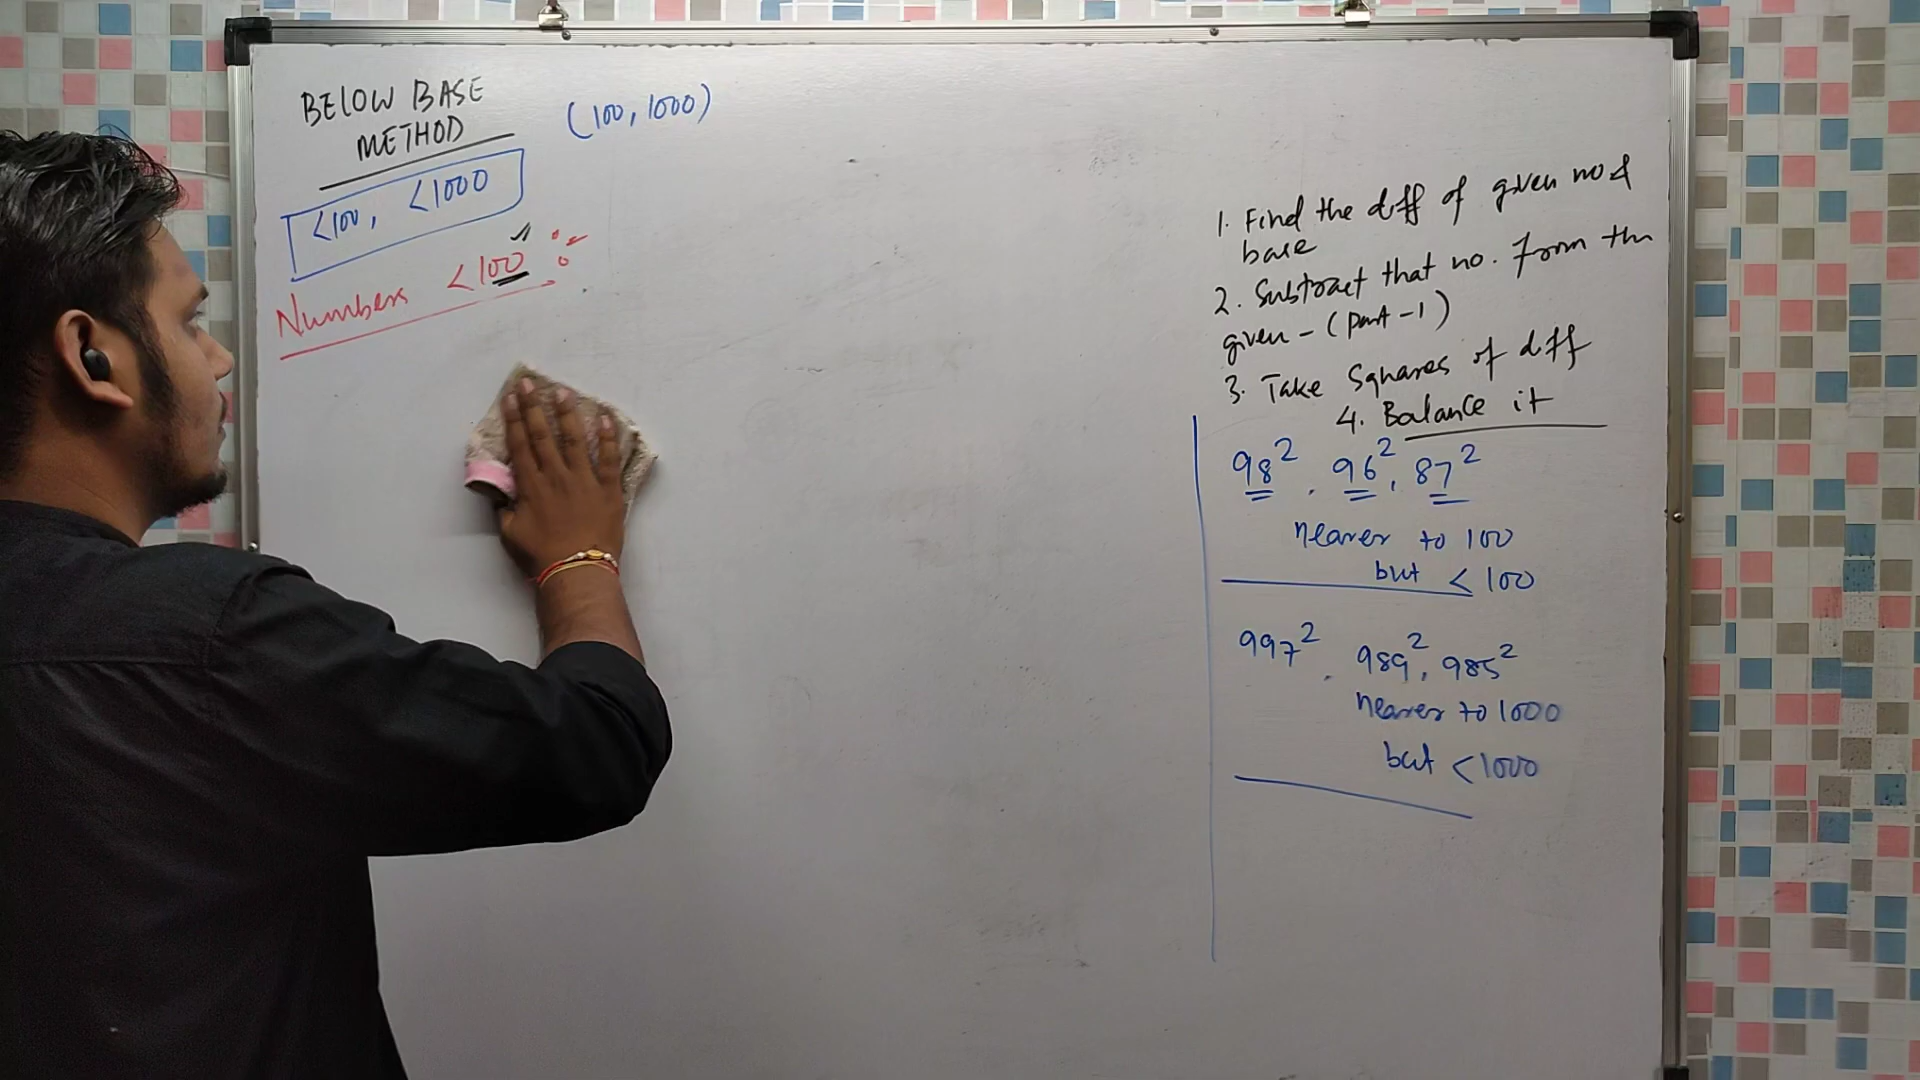 BELOW BASE
METHOD
(100, 1000)
<100, <1000
Numbers <100
1. Find the diff of given no &
base
2. Subtract that no. from the
given - (part - 1)
3. Take Squares of diff
4. Balance it
98², 96², 87²
nearer to 100
but < 100
997², 989², 985²
nearer to 1000
but < 1000